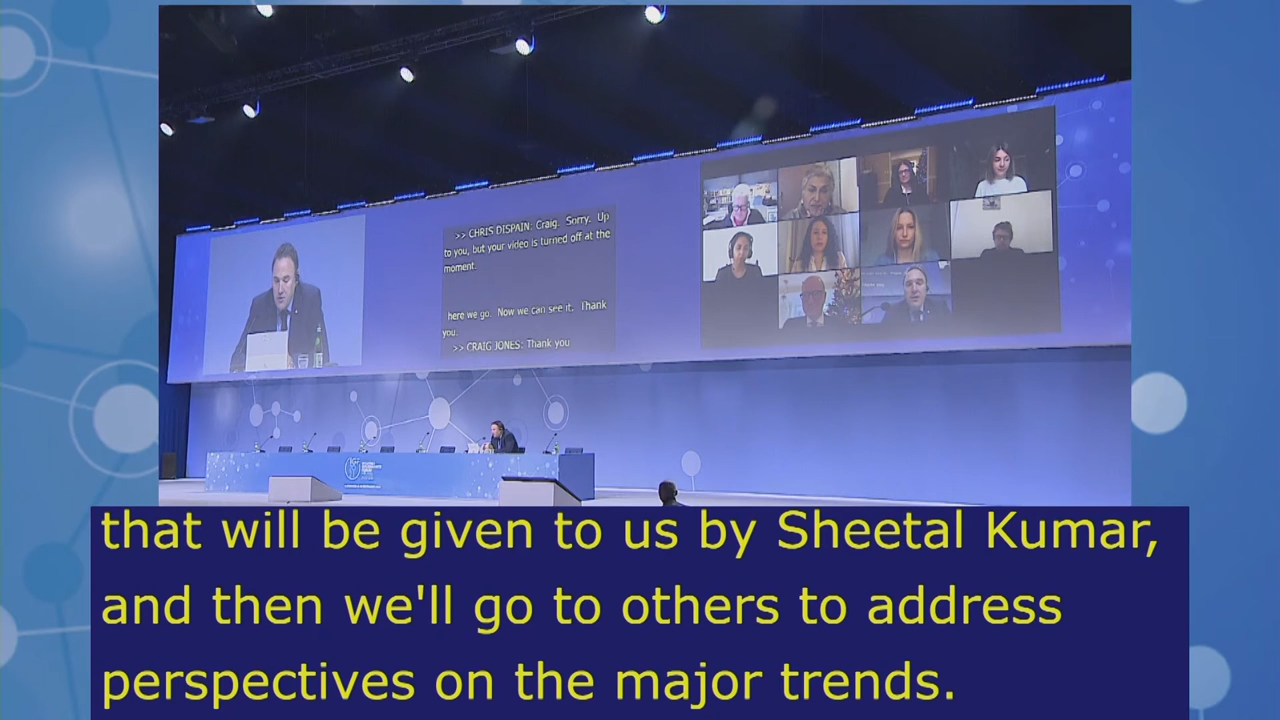 >> CHRIS DISPAIN: Craig. Sorry. Up
to you, but your video is turned off at the
moment.
here we go. Now we can see it. Thank
you.
>> CRAIG JONES: Thank you
that will be given to us by Sheetal Kumar,
and then we'll go to others to address
perspectives on the major trends.